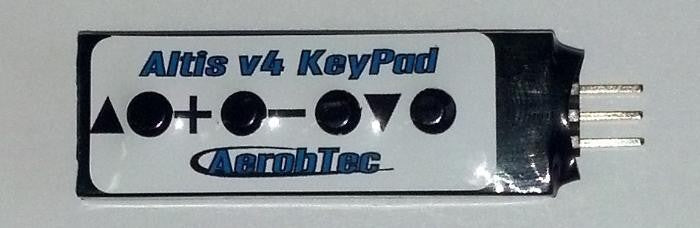 Altis v4 KeyPad
+ −
AerobTec